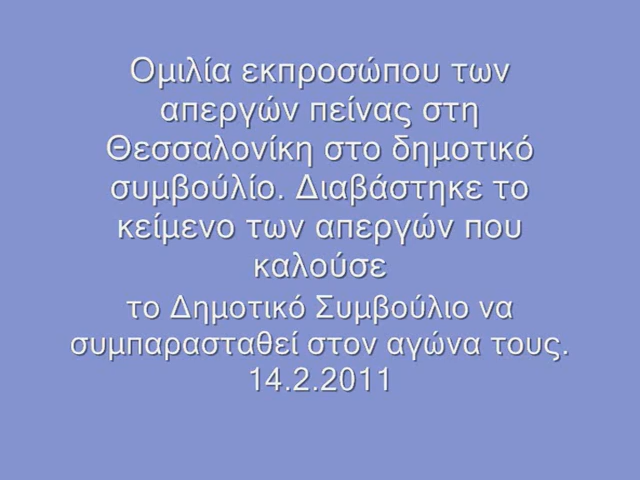 Ομιλία εκπροσώπου των
απεργών πείνας στη
Θεσσαλονίκη στο δημοτικό
συμβούλίο. Διαβάστηκε το
κείμενο των απεργών που
καλούσε
το Δημοτικό Συμβούλιο να
συμπαρασταθεί στον αγώνα τους.
14.2.2011